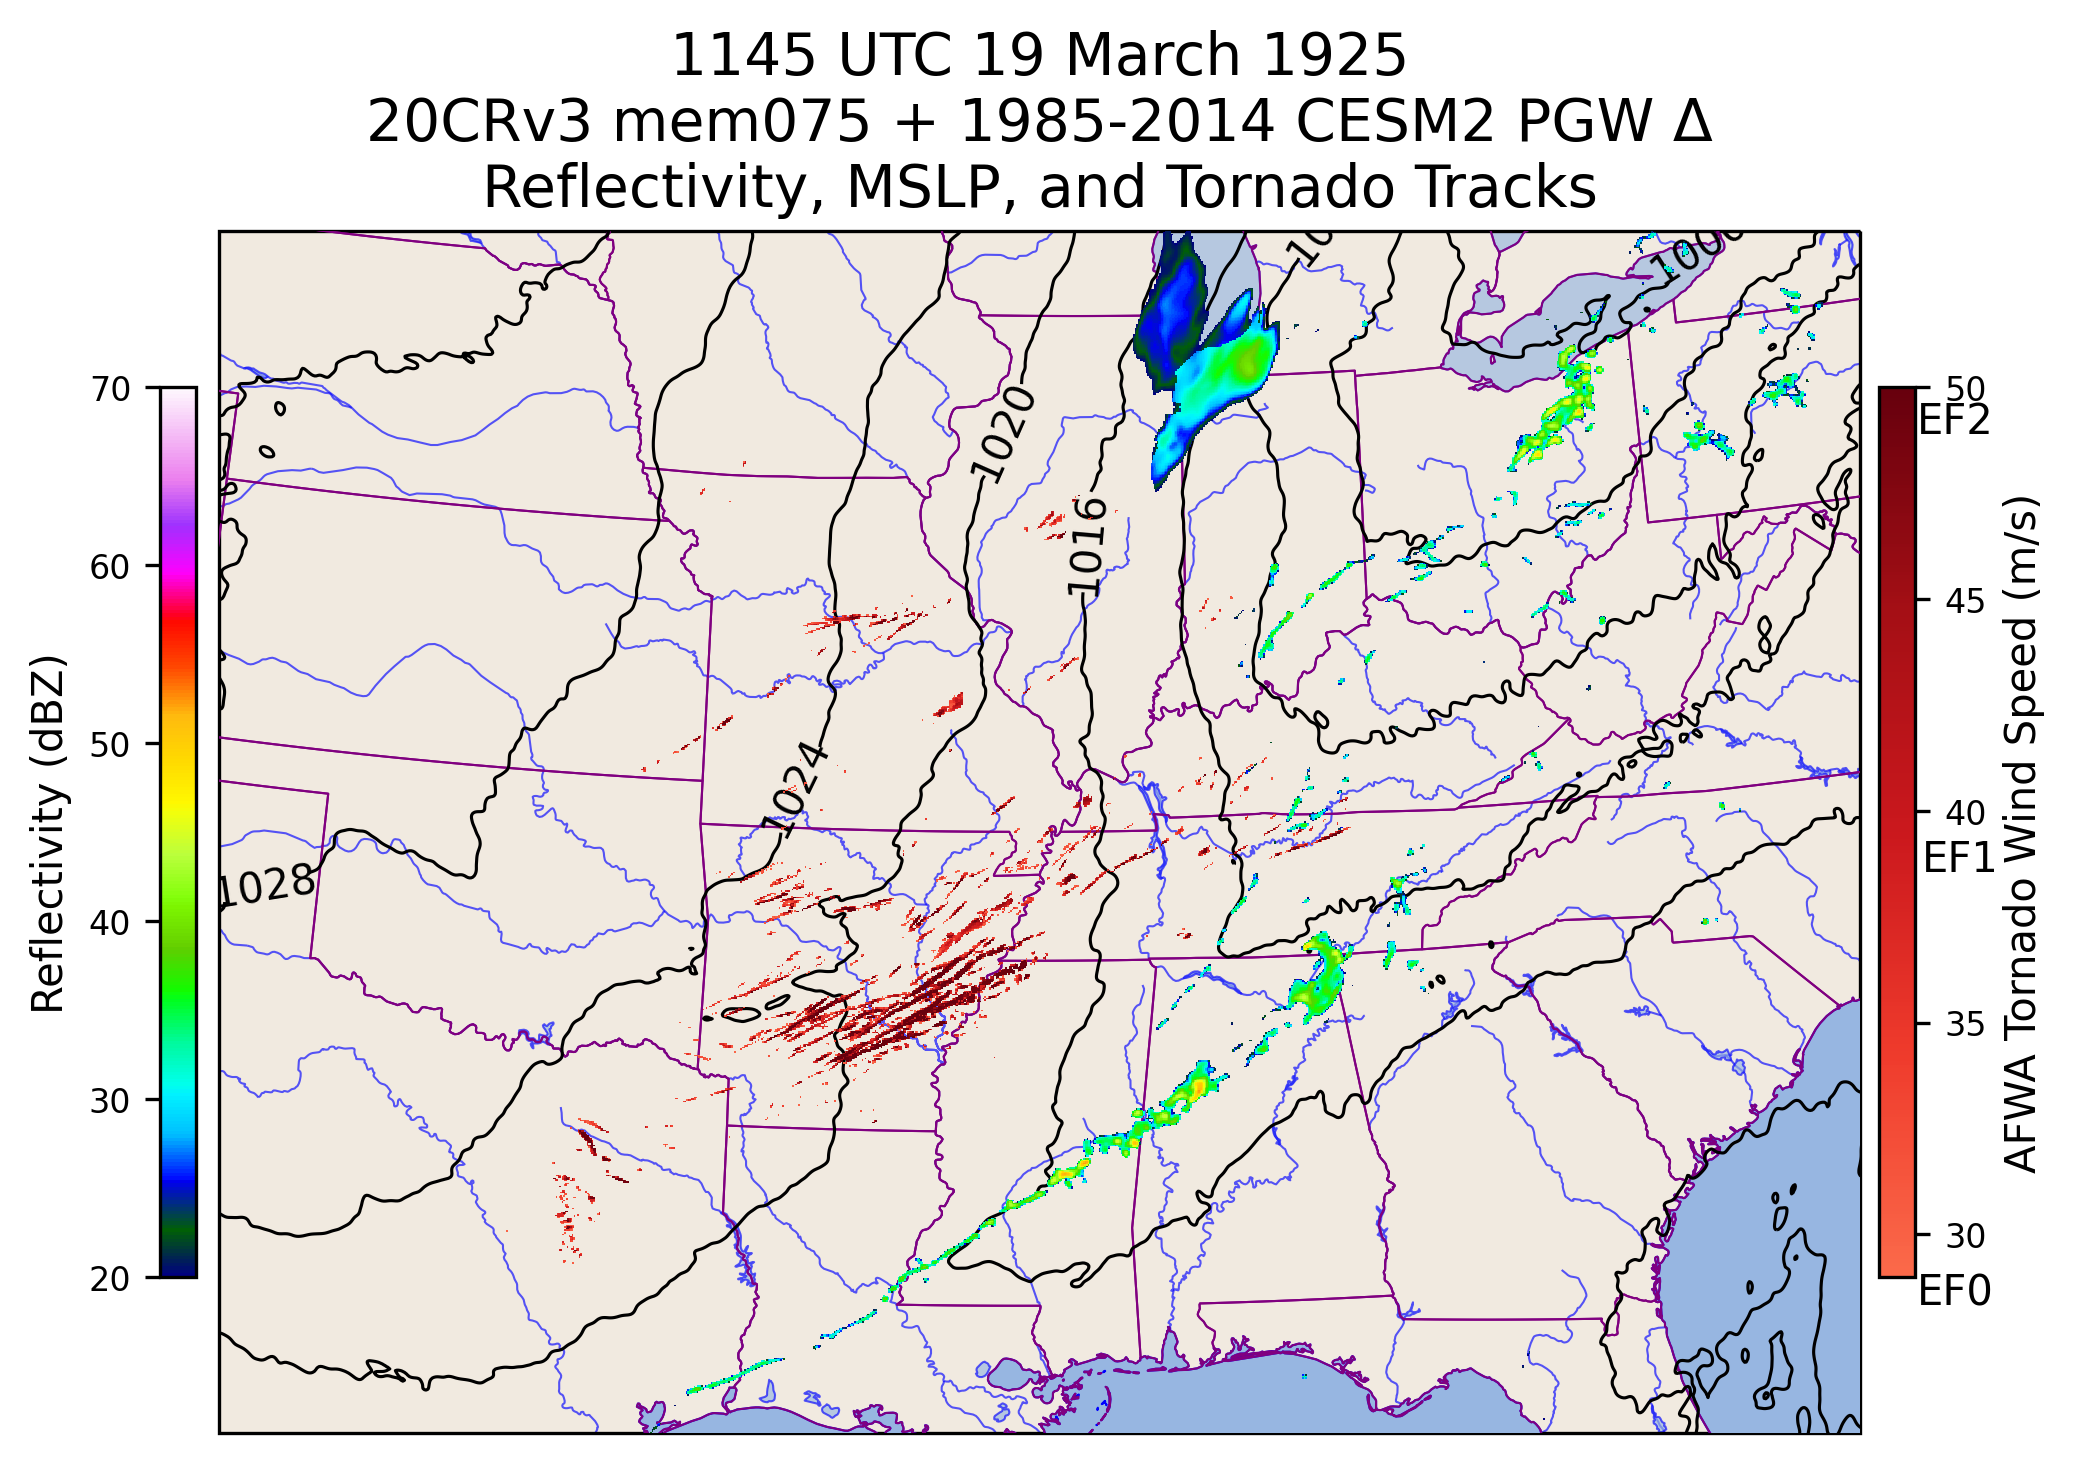 1145 UTC 19 March 1925
20CRv3 mem075 + 1985-2014 CESM2 PGW Δ
Reflectivity, MSLP, and Tornado Tracks
Reflectivity (dBZ)
70
60
50
40
30
20
1020
1016
1024
1028
50
EF2
45
40
EF1
35
30
EF0
AFWA Tornado Wind Speed (m/s)